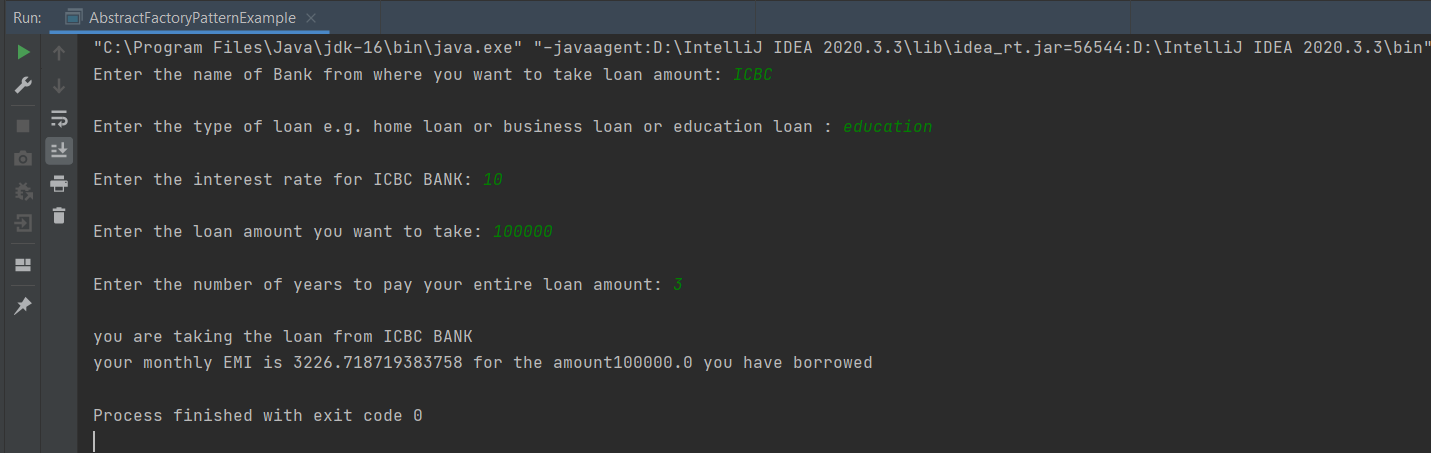 Run: AbstractFactoryPatternExample
"C:\Program Files\Java\jdk-16\bin\java.exe" "-javaagent:D:\IntelliJ IDEA 2020.3.3\lib\idea_rt.jar=56544:D:\IntelliJ IDEA 2020.3.3\bin"
Enter the name of Bank from where you want to take loan amount: ICBC
Enter the type of loan e.g. home loan or business loan or education loan : education
Enter the interest rate for ICBC BANK: 10
Enter the loan amount you want to take: 100000
Enter the number of years to pay your entire loan amount: 3
you are taking the loan from ICBC BANK
your monthly EMI is 3226.718719383758 for the amount100000.0 you have borrowed
Process finished with exit code 0